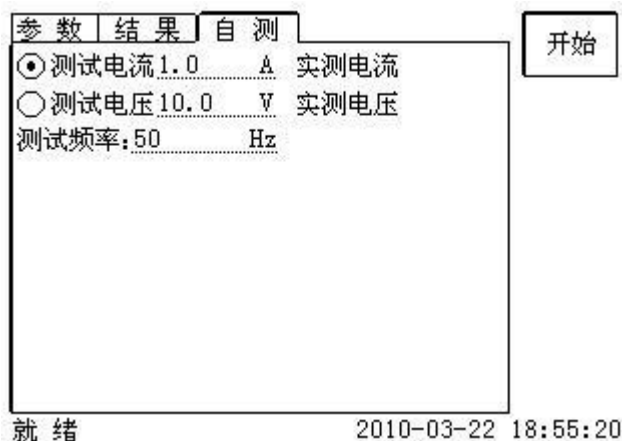 参 数 结 果 自 测
开始
测试电流1.0 A 实测电流
测试电压10.0 V 实测电压
测试频率:50 Hz
就 绪 2010-03-22 18:55:20